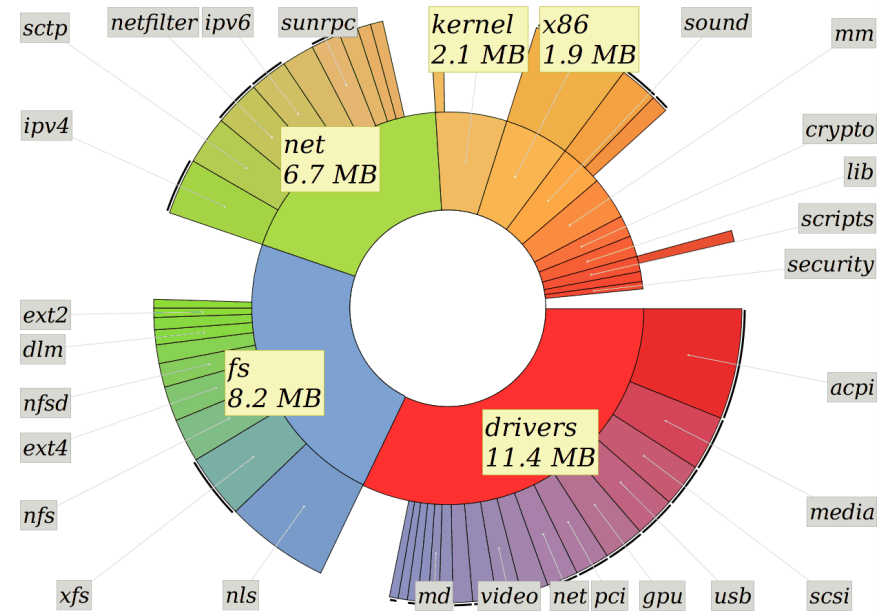 sctp
netfilter
ipv6
sunrpc
kernel
2.1 MB
x86
1.9 MB
sound
mm
ipv4
net
6.7 MB
crypto
lib
scripts
security
ext2
dlm
nfsd
ext4
nfs
fs
8.2 MB
drivers
11.4 MB
acpi
media
xfs
nls
md
video
net
pci
gpu
usb
scsi